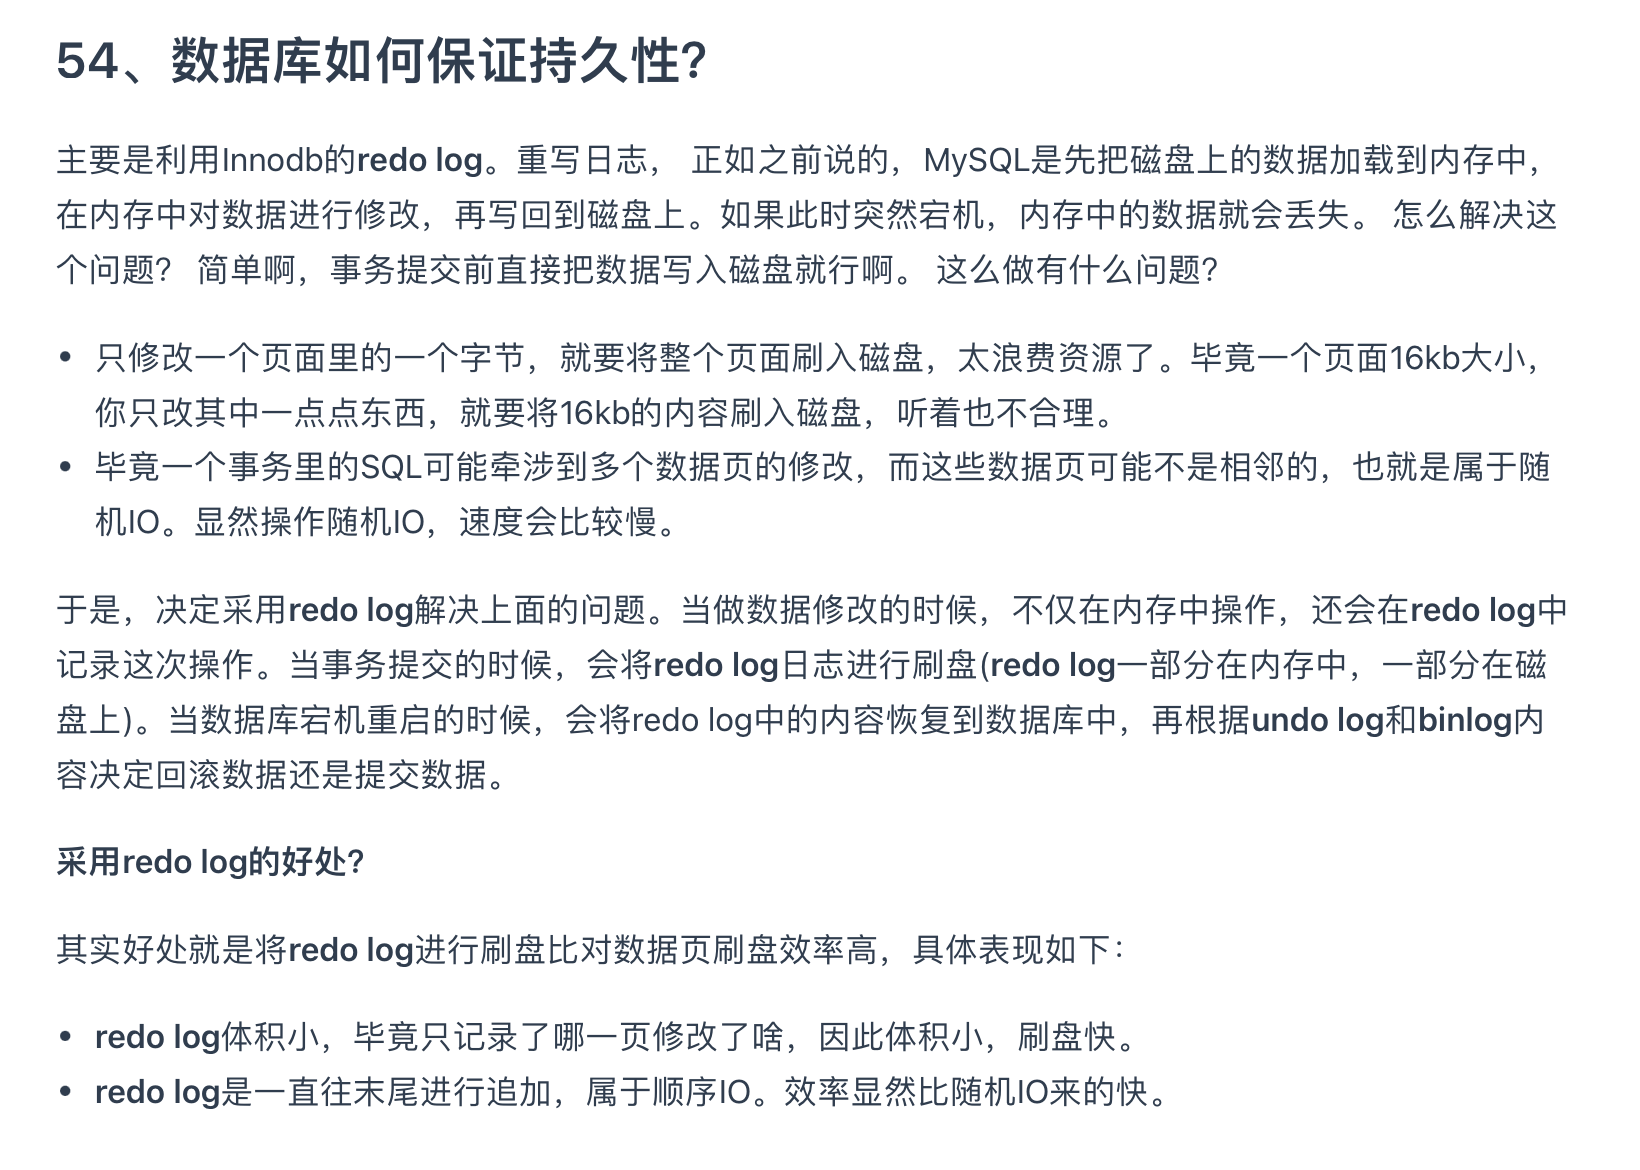 54、数据库如何保证持久性?
主要是利用Innodb的redo log。重写日志， 正如之前说的，MySQL是先把磁盘上的数据加载到内存中，
在内存中对数据进行修改，再写回到磁盘上。如果此时突然宕机，内存中的数据就会丢失。 怎么解决这
个问题？ 简单啊，事务提交前直接把数据写入磁盘就行啊。 这么做有什么问题？
• 只修改一个页面里的一个字节，就要将整个页面刷入磁盘，太浪费资源了。毕竟一个页面16kb大小，
你只改其中一点点东西，就要将16kb的内容刷入磁盘，听着也不合理。
• 毕竟一个事务里的SQL可能牵涉到多个数据页的修改，而这些数据页可能不是相邻的，也就是属于随
机IO。显然操作随机IO，速度会比较慢。
于是，决定采用redo log解决上面的问题。当做数据修改的时候，不仅在内存中操作，还会在redo log中
记录这次操作。当事务提交的时候，会将redo log日志进行刷盘(redo log一部分在内存中，一部分在磁
盘上)。当数据库宕机重启的时候，会将redo log中的内容恢复到数据库中，再根据undo log和binlog内
容决定回滚数据还是提交数据。
采用redo log的好处?
其实好处就是将redo log进行刷盘比对数据页刷盘效率高，具体表现如下：
• redo log体积小，毕竟只记录了哪一页修改了啥，因此体积小，刷盘快。
• redo log是一直往末尾进行追加，属于顺序IO。效率显然比随机IO来的快。